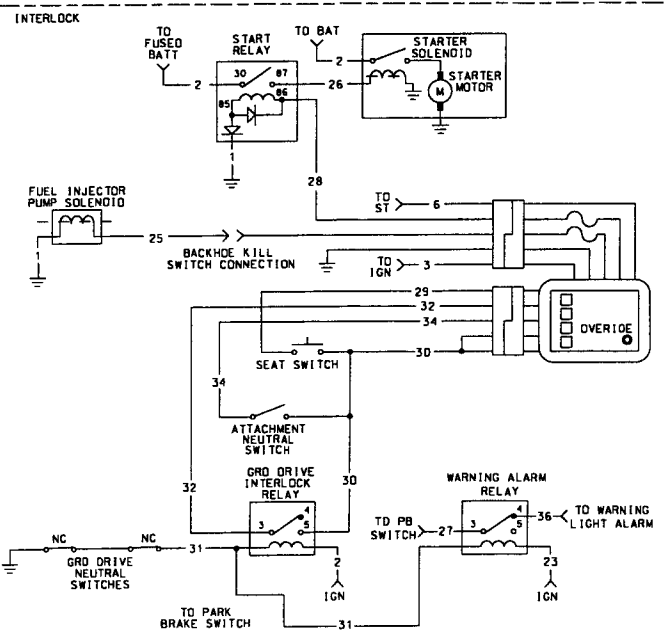 INTERLOCK
TO
FUSED
BATT
START
RELAY
TO BAT
STARTER
SOLENOID
2
30
87
26
STARTER
MOTOR
M
2
85
86
1
28
FUEL INJECTOR
PUMP SOLENOID
TO
ST
6
25
BACKHOE KILL
SWITCH CONNECTION
1
TO
IGN
3
29
32
34
OVERIDE
30
SEAT SWITCH
34
ATTACHMENT
NEUTRAL
SWITCH
GRD DRIVE
INTERLOCK
RELAY
30
32
WARNING ALARM
RELAY
3
4
5
TO PB
SWITCH
27
3
4
5
36
TO WARNING
LIGHT ALARM
NC
NC
31
GRD DRIVE
NEUTRAL
SWITCHES
2
IGN
23
IGN
TO PARK
BRAKE SWITCH
31